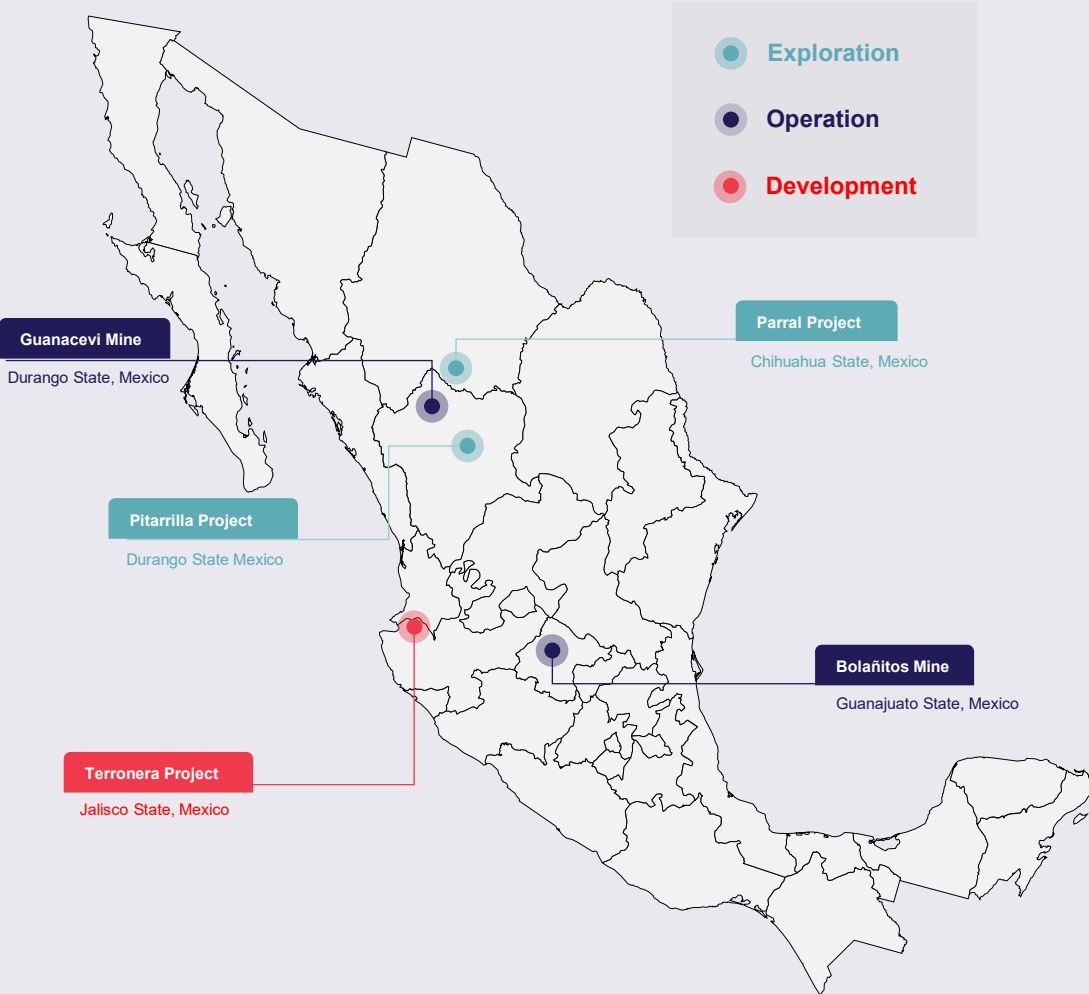 Exploration
Operation
Development
Guanacevi Mine
Durango State, Mexico
Parral Project
Chihuahua State, Mexico
Pitarrilla Project
Durango State Mexico
Bolañitos Mine
Guanajuato State, Mexico
Terronera Project
Jalisco State, Mexico